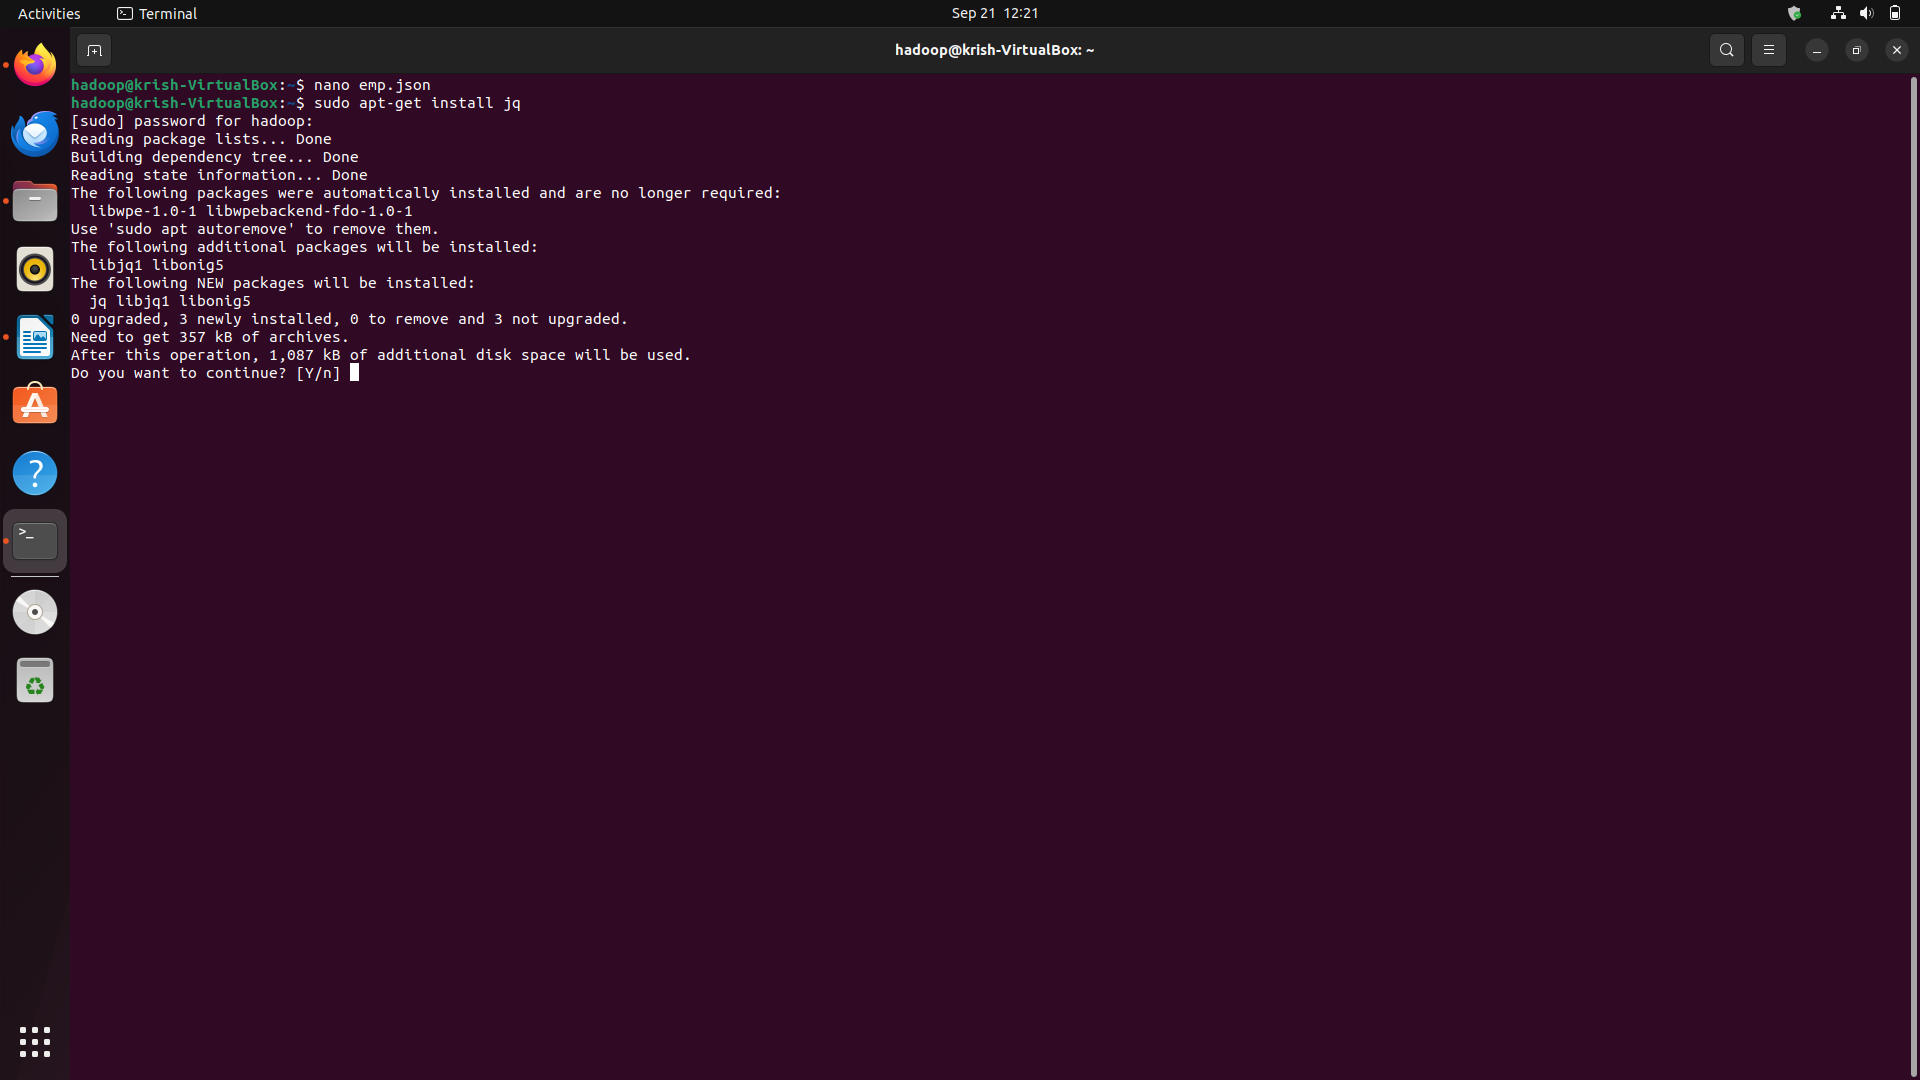 Activities
Terminal
Sep 21 12:21
hadoop@krish-VirtualBox: ~
hadoop@krish-VirtualBox:~$ nano emp.json
hadoop@krish-VirtualBox:~$ sudo apt-get install jq
[sudo] password for hadoop:
Reading package lists... Done
Building dependency tree... Done
Reading state information... Done
The following packages were automatically installed and are no longer required:
  libwpe-1.0-1 libwpebackend-fdo-1.0-1
Use 'sudo apt autoremove' to remove them.
The following additional packages will be installed:
  libjq1 libonig5
The following NEW packages will be installed:
  jq libjq1 libonig5
0 upgraded, 3 newly installed, 0 to remove and 3 not upgraded.
Need to get 357 kB of archives.
After this operation, 1,087 kB of additional disk space will be used.
Do you want to continue? [Y/n]